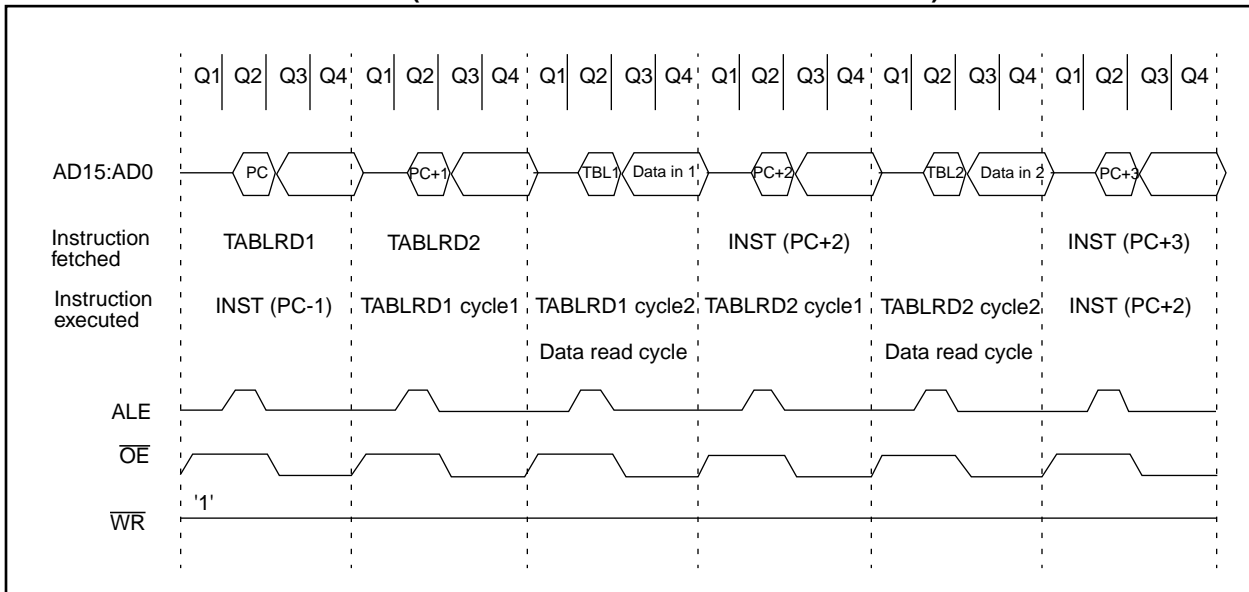 Q1 Q2 Q3 Q4 Q1 Q2 Q3 Q4 Q1 Q2 Q3 Q4 Q1 Q2 Q3 Q4 Q1 Q2 Q3 Q4 Q1 Q2 Q3 Q4
AD15:AD0 PC PC+1 TBL1 Data in 1 PC+2 TBL2 Data in 2 PC+3
Instruction
fetched
TABLRD1 TABLRD2 INST (PC+2) INST (PC+3)
Instruction
executed
INST (PC-1) TABLRD1 cycle1 TABLRD1 cycle2 TABLRD2 cycle1 TABLRD2 cycle2 INST (PC+2)
Data read cycle Data read cycle
ALE
OE
'1'
WR